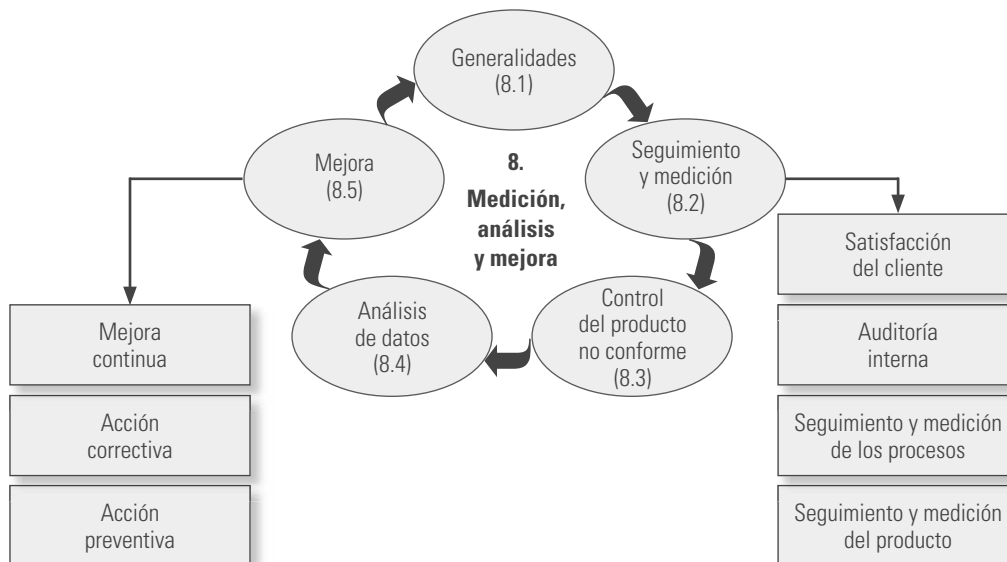 Generalidades
(8.1)
Seguimiento
y medición
(8.2)
Control
del producto
no conforme
(8.3)
Análisis
de datos
(8.4)
Mejora
(8.5)
8.
Medición,
análisis
y mejora
Satisfacción
del cliente
Auditoría
interna
Seguimiento y medición
de los procesos
Seguimiento y medición
del producto
Mejora
continua
Acción
correctiva
Acción
preventiva